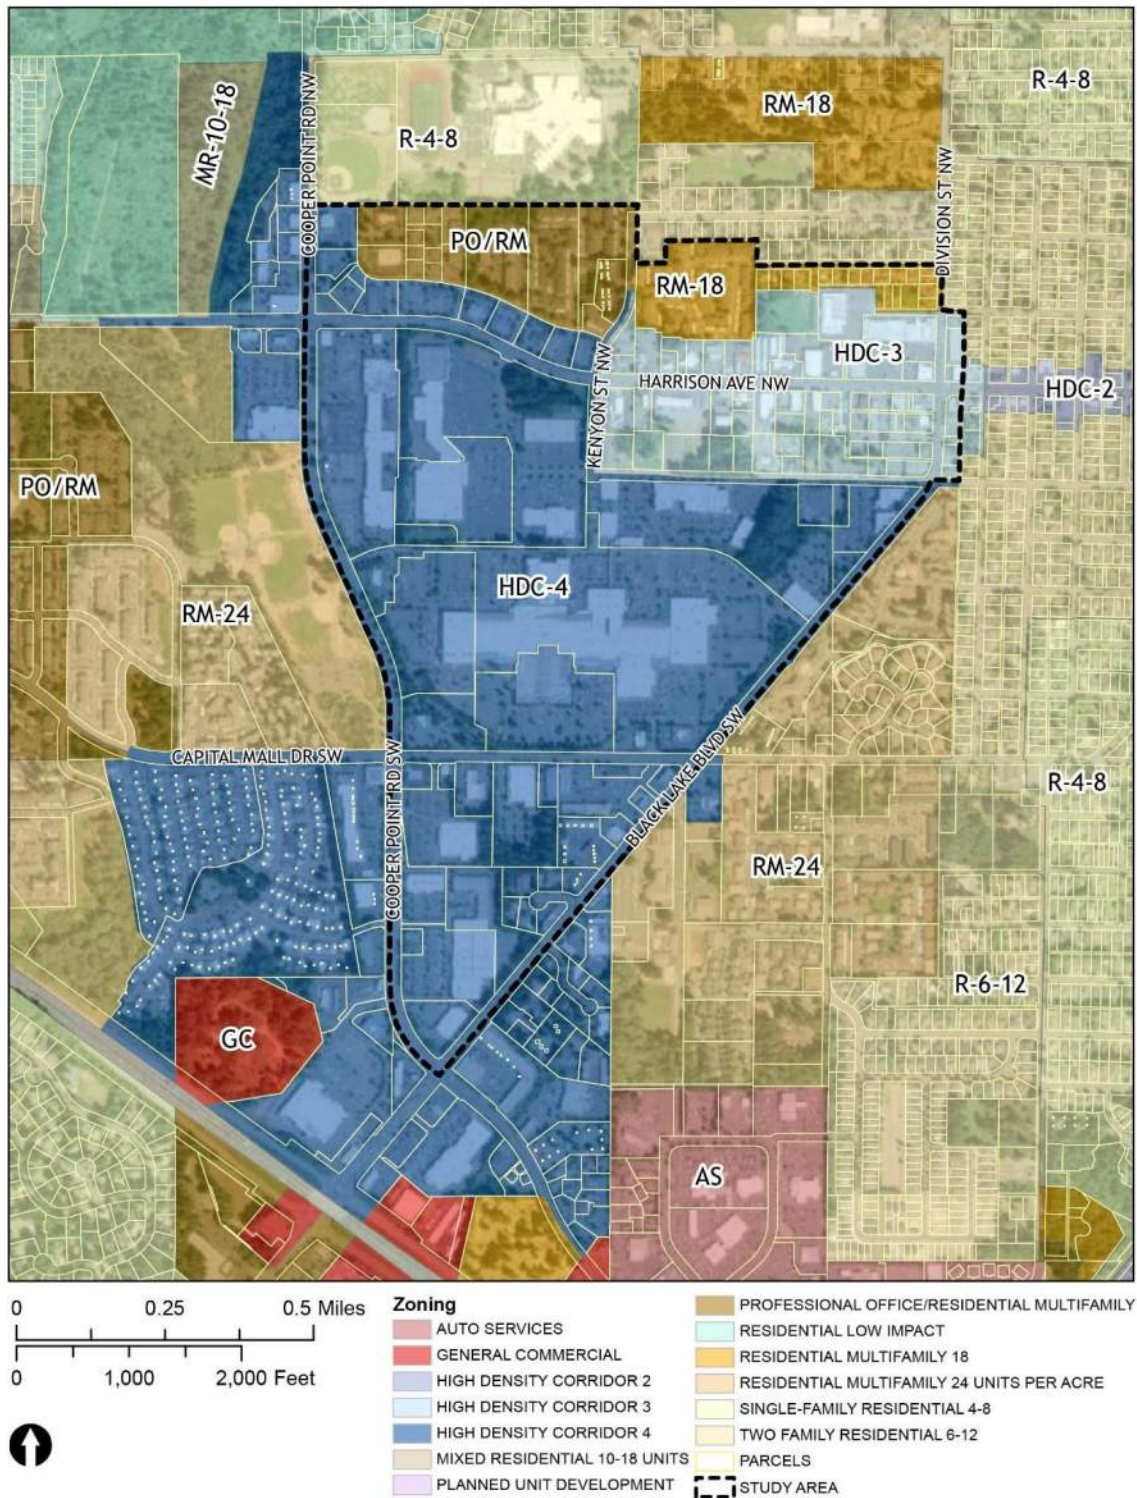 R-4-8
RM-18
R-4-8
MR-10-18
COOPER POINT RD NW
DIVISION ST NW
PO/RM
RM-18
HDC-3
HARRISON AVE NW
HDC-2
KENYON ST NW
PO/RM
HDC-4
RM-24
CAPITAL MALL DR SW
BLACK LAKE BLVD SW
R-4-8
COOPER POINT RD SW
RM-24
R-6-12
GC
AS
0 0.25 0.5 Miles
0 1,000 2,000 Feet
Zoning
AUTO SERVICES
GENERAL COMMERCIAL
HIGH DENSITY CORRIDOR 2
HIGH DENSITY CORRIDOR 3
HIGH DENSITY CORRIDOR 4
MIXED RESIDENTIAL 10-18 UNITS
PLANNED UNIT DEVELOPMENT
PROFESSIONAL OFFICE/RESIDENTIAL MULTIFAMILY
RESIDENTIAL LOW IMPACT
RESIDENTIAL MULTIFAMILY 18
RESIDENTIAL MULTIFAMILY 24 UNITS PER ACRE
SINGLE-FAMILY RESIDENTIAL 4-8
TWO FAMILY RESIDENTIAL 6-12
PARCELS
STUDY AREA